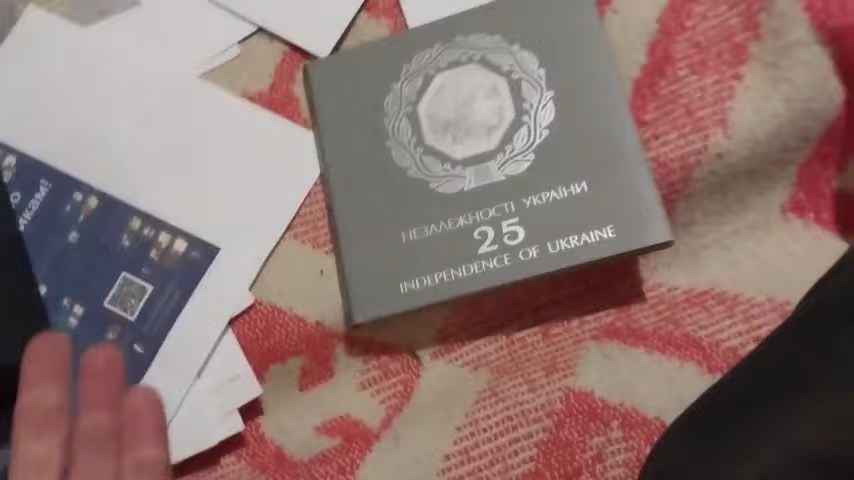 НЕЗАЛЕЖНОСТІ УКРАЇНИ
25
INDEPENDENCE OF UKRAINE